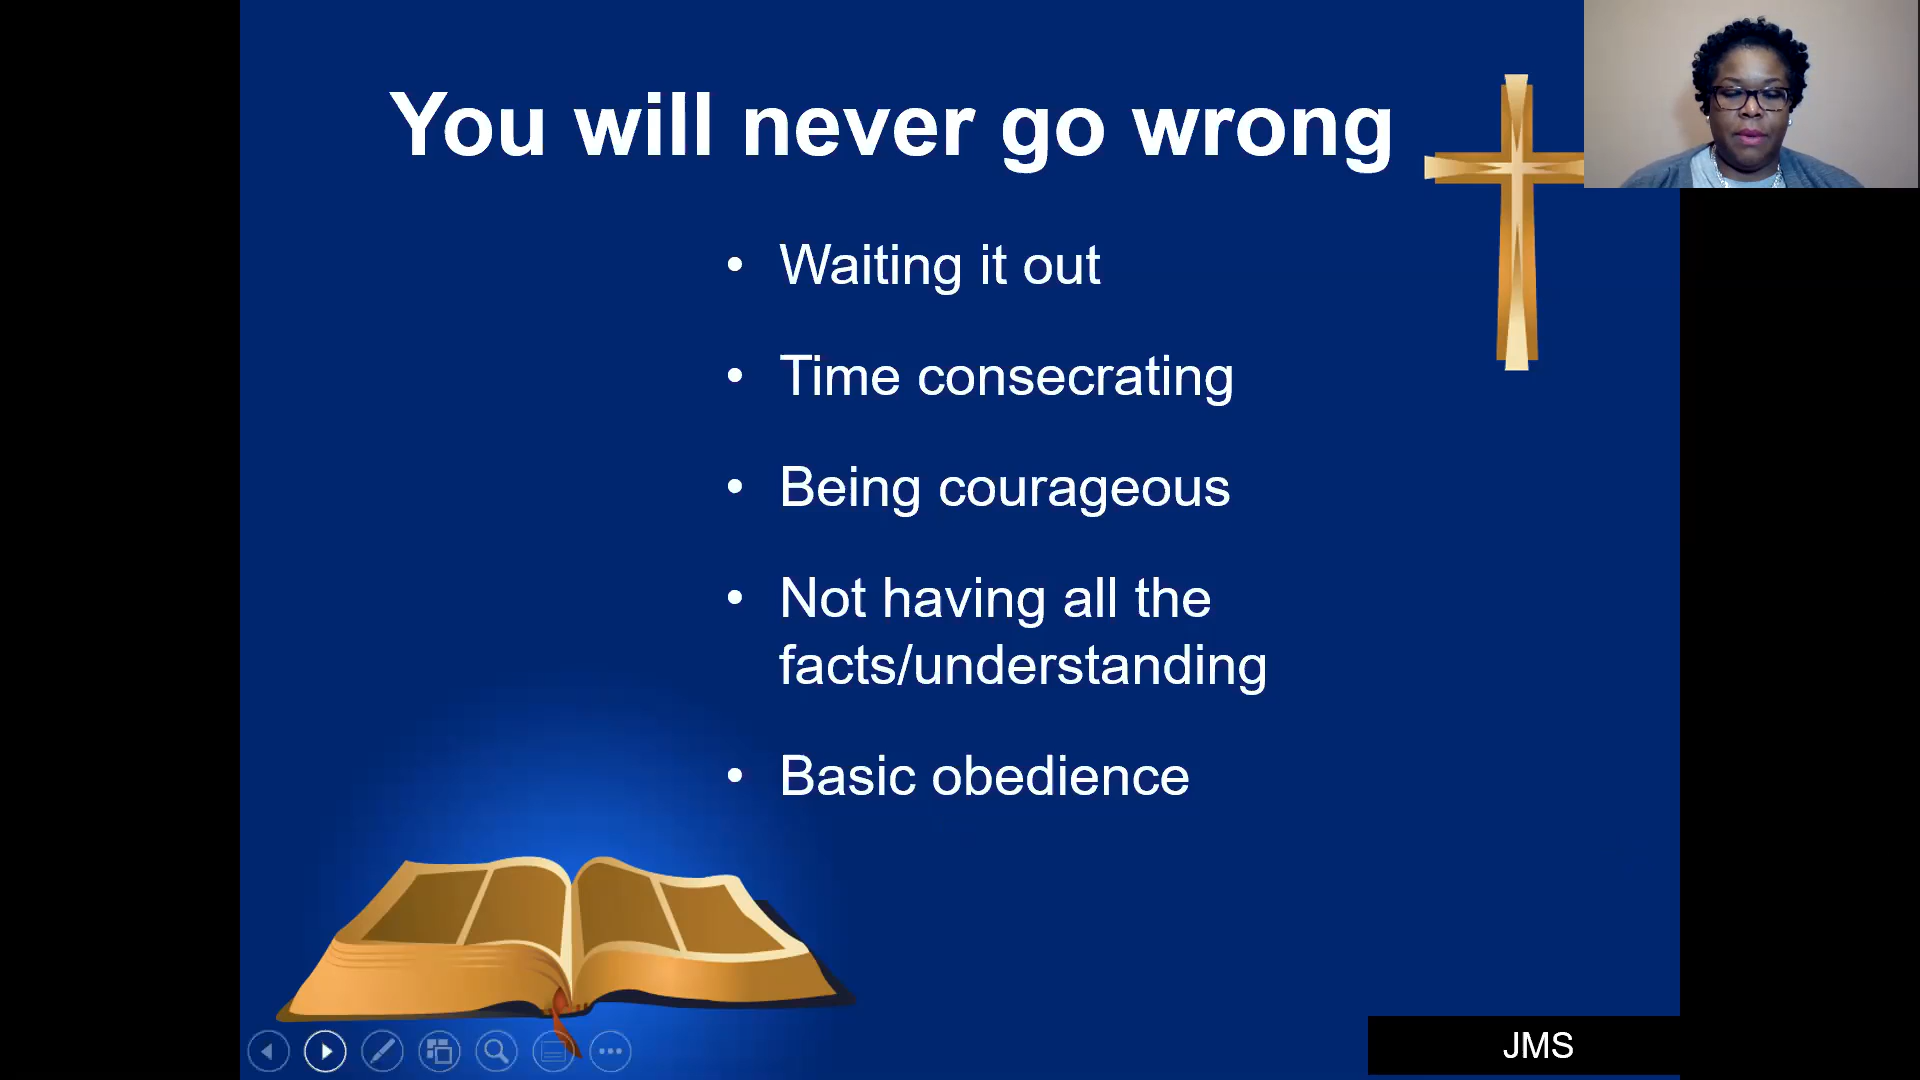 You will never go wrong
• Waiting it out
• Time consecrating
• Being courageous
• Not having all the
facts/understanding
• Basic obedience
JMS